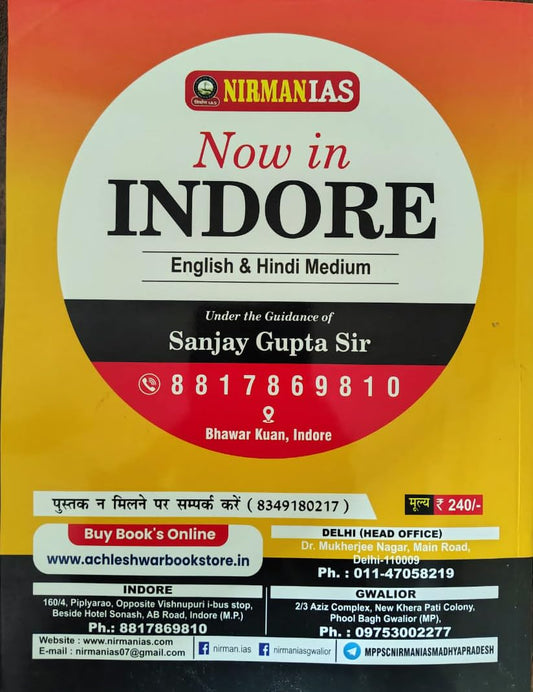 निर्माण I.A.S
NIRMAN IAS
Now in
INDORE
English & Hindi Medium
Under the Guidance of
Sanjay Gupta Sir
8817869810
Bhawar Kuan, Indore
पुस्तक न मिलने पर सम्पर्क करें (8349180217)
मूल्य ₹ 240/-
Buy Book's Online
www.achleshwarbookstore.in
DELHI (HEAD OFFICE)
Dr. Mukherjee Nagar, Main Road,
Delhi-110009
Ph. : 011-47058219
INDORE
160/4, Piplyarao, Opposite Vishnupuri i-bus stop,
Beside Hotel Sonash, AB Road, Indore (M.P.)
Ph.: 8817869810
GWALIOR
2/3 Aziz Complex, New Khera Pati Colony,
Phool Bagh Gwalior (MP),
Ph. : 09753002277
Website : www.nirmanias.com
E-mail : nirmanias07@gmail.com
nirman.ias
nirmaniasgwalior
MPPSCNIRMANIASMADHYAPRADESH